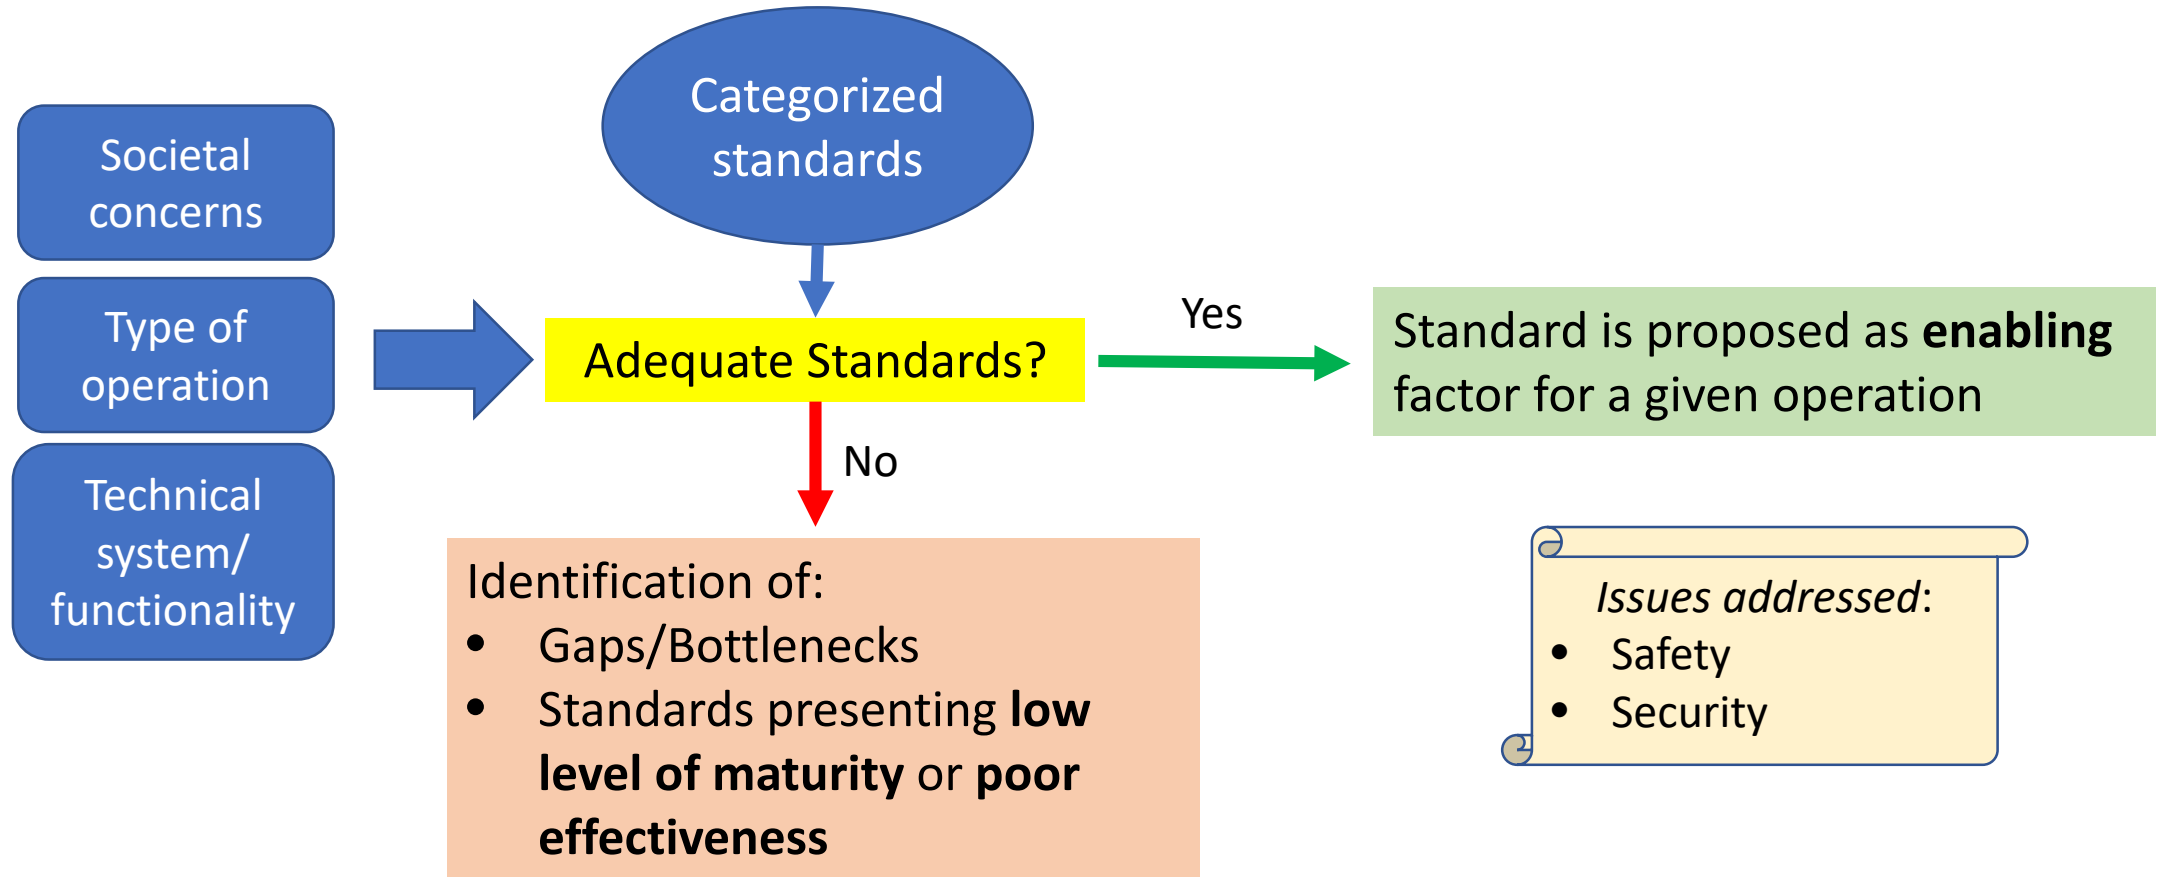 Categorized
standards
Societal
concerns
Type of
operation
Technical
system/
functionality
Adequate Standards?
Yes
No
Standard is proposed as enabling
factor for a given operation
Identification of:
• Gaps/Bottlenecks
• Standards presenting low
level of maturity or poor
effectiveness
Issues addressed:
• Safety
• Security